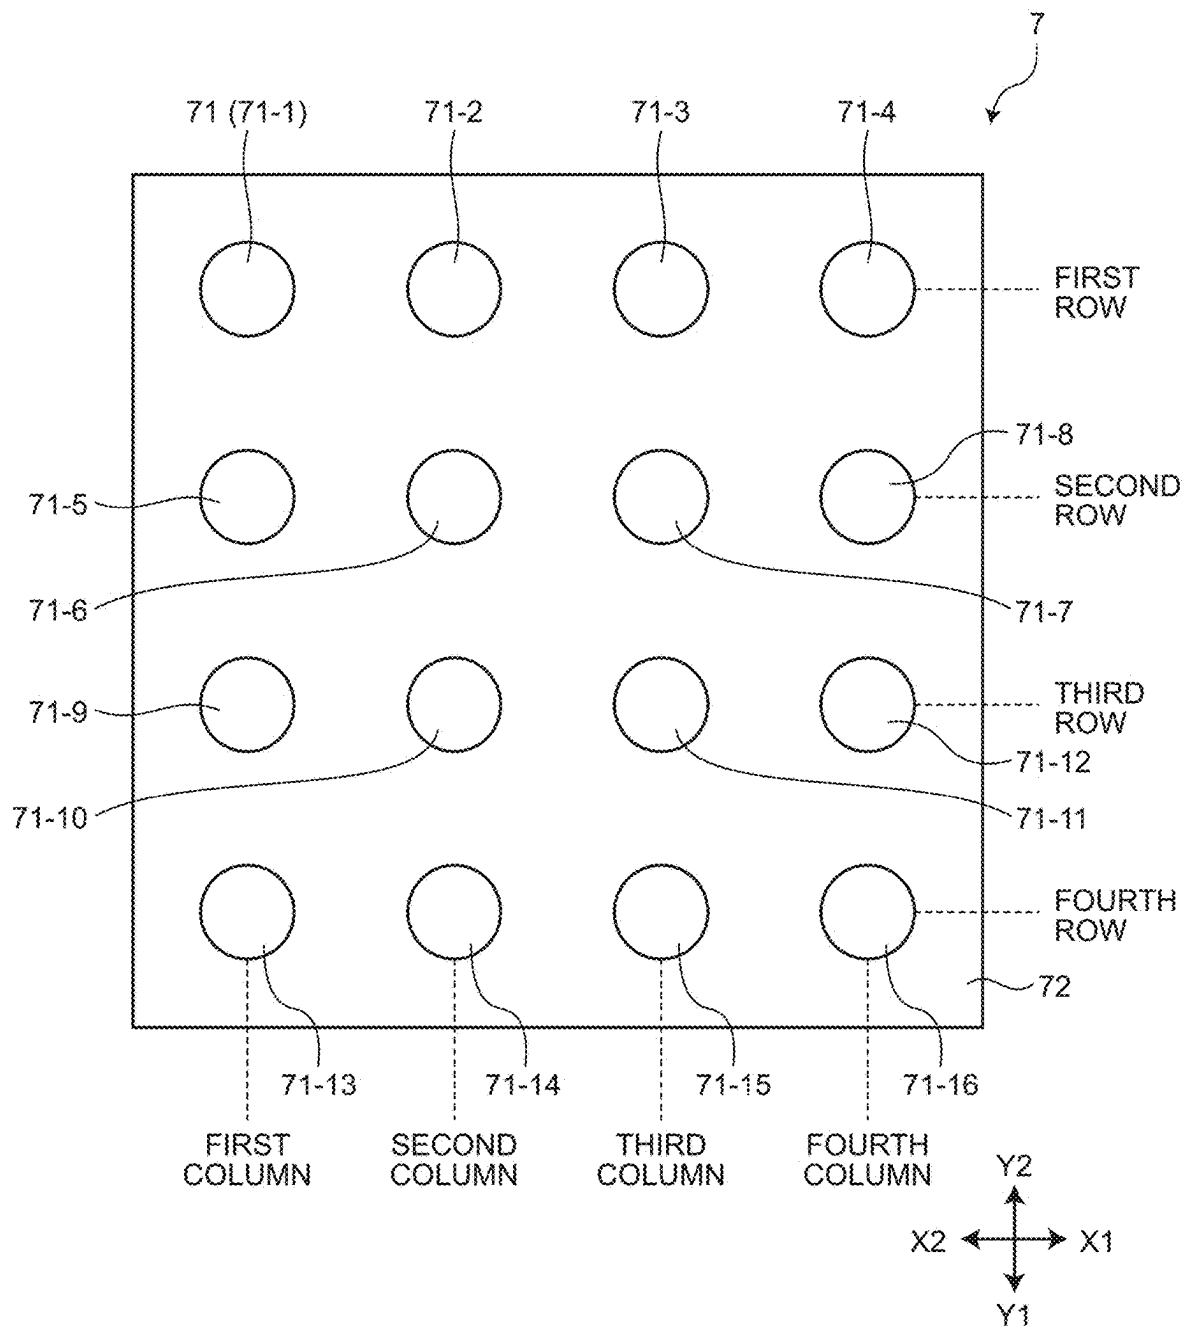 7
71 (71-1)
71-2
71-3
71-4
FIRST
ROW
71-8
71-5
SECOND
ROW
71-6
71-7
71-9
THIRD
ROW
71-12
71-10
71-11
FOURTH
ROW
72
71-13
71-14
71-15
71-16
FIRST
COLUMN
SECOND
COLUMN
THIRD
COLUMN
FOURTH
COLUMN
Y2
X2
X1
Y1